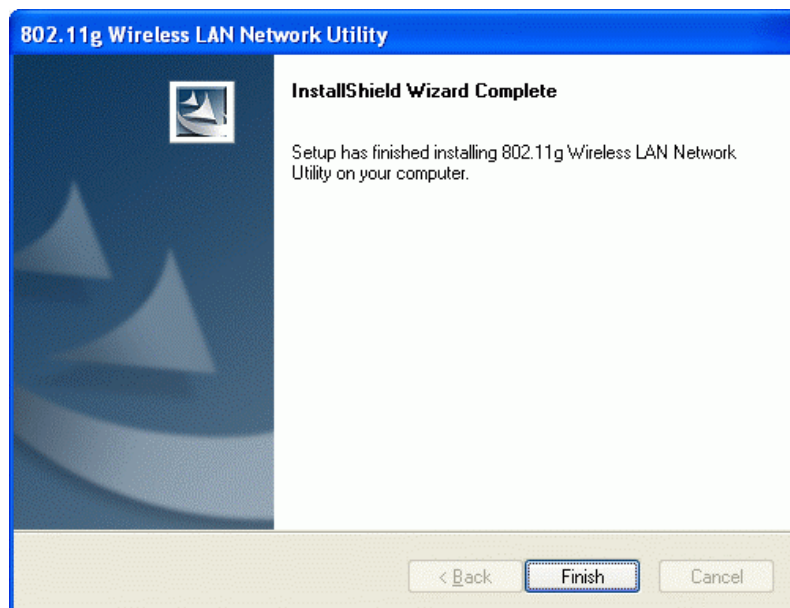 802.11g Wireless LAN Network Utility
InstallShield Wizard Complete
Setup has finished installing 802.11g Wireless LAN Network
Utility on your computer.
< Back
Finish
Cancel